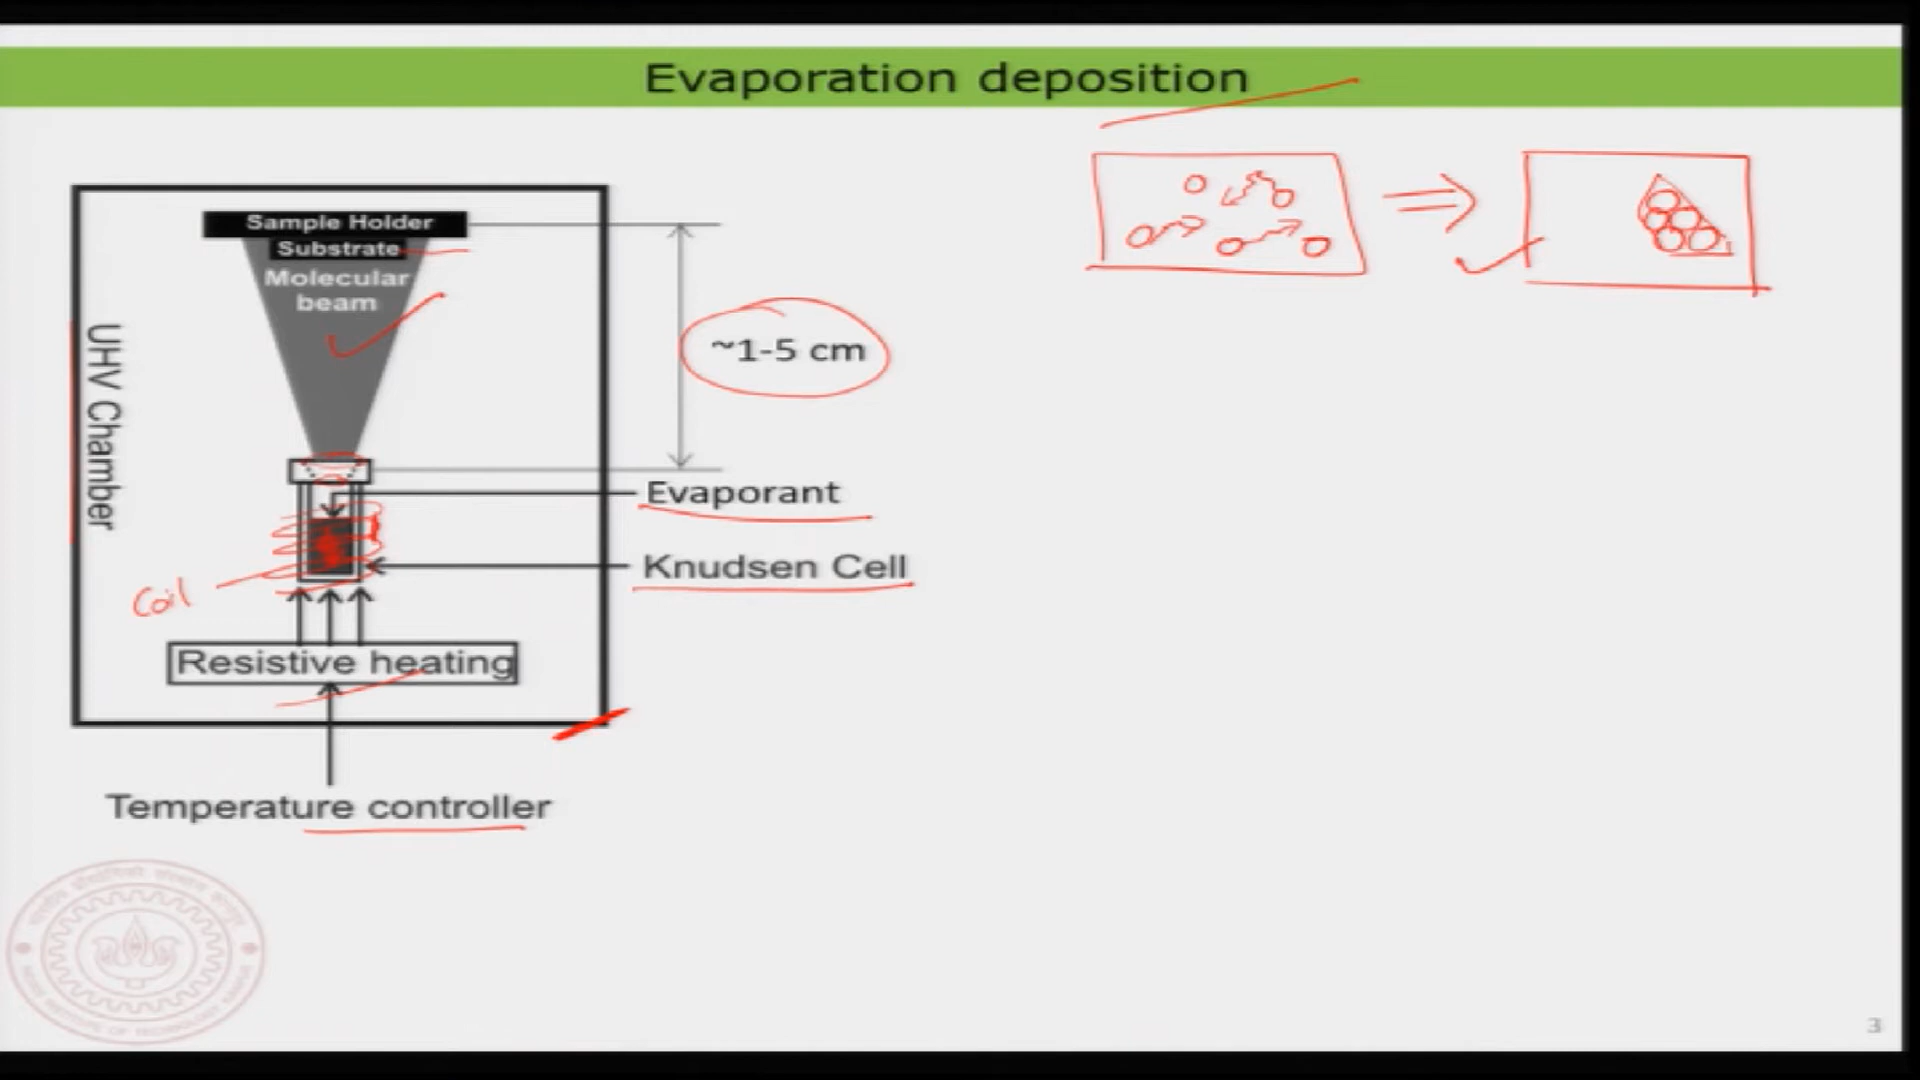 Evaporation deposition
Sample Holder
Substrate
Molecular
beam
UHV Chamber
~1-5 cm
Evaporant
Knudsen Cell
Coil
Resistive heating
Temperature controller
3